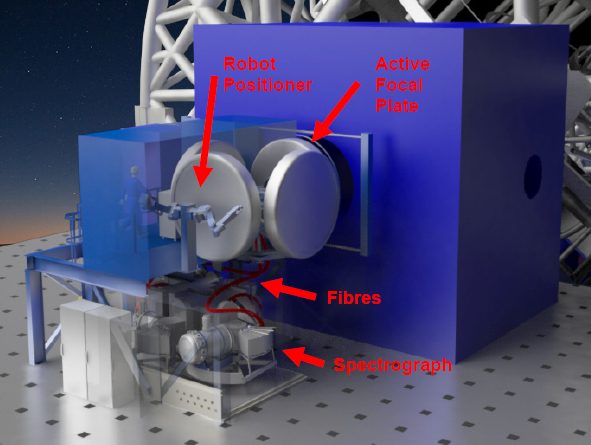 Robot
Positioner
Active
Focal
Plate
Fibres
Spectrograph